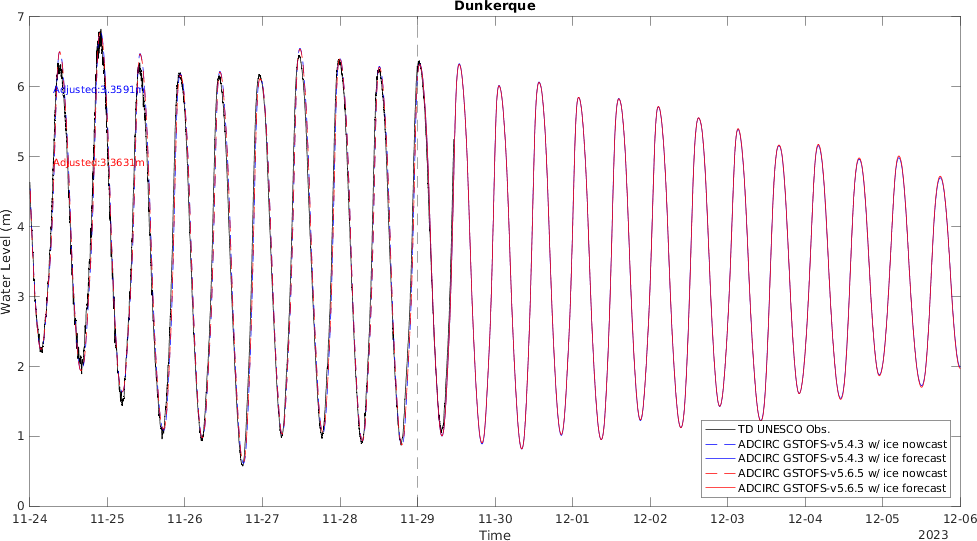 Dunkerque
7
6
5
4
3
2
1
0
Water Level (m)
Adjusted:3.3591m
Adjusted:3.3631m
TD UNESCO Obs.
ADCIRC GSTOFS-v5.4.3 w/ ice nowcast
ADCIRC GSTOFS-v5.4.3 w/ ice forecast
ADCIRC GSTOFS-v5.6.5 w/ ice nowcast
ADCIRC GSTOFS-v5.6.5 w/ ice forecast
11-24 11-25 11-26 11-27 11-28 11-29 11-30 12-01 12-02 12-03 12-04 12-05 12-06
Time
2023